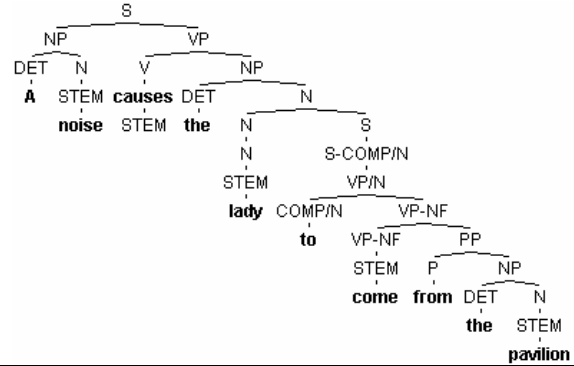 S
NP VP
DET N V NP
A STEM causes DET N
noise STEM the N S
N S-COMP/N
STEM VP/N
lady COMP/N VP-NF
to VP-NF PP
STEM P NP
come from DET N
the STEM
pavilion